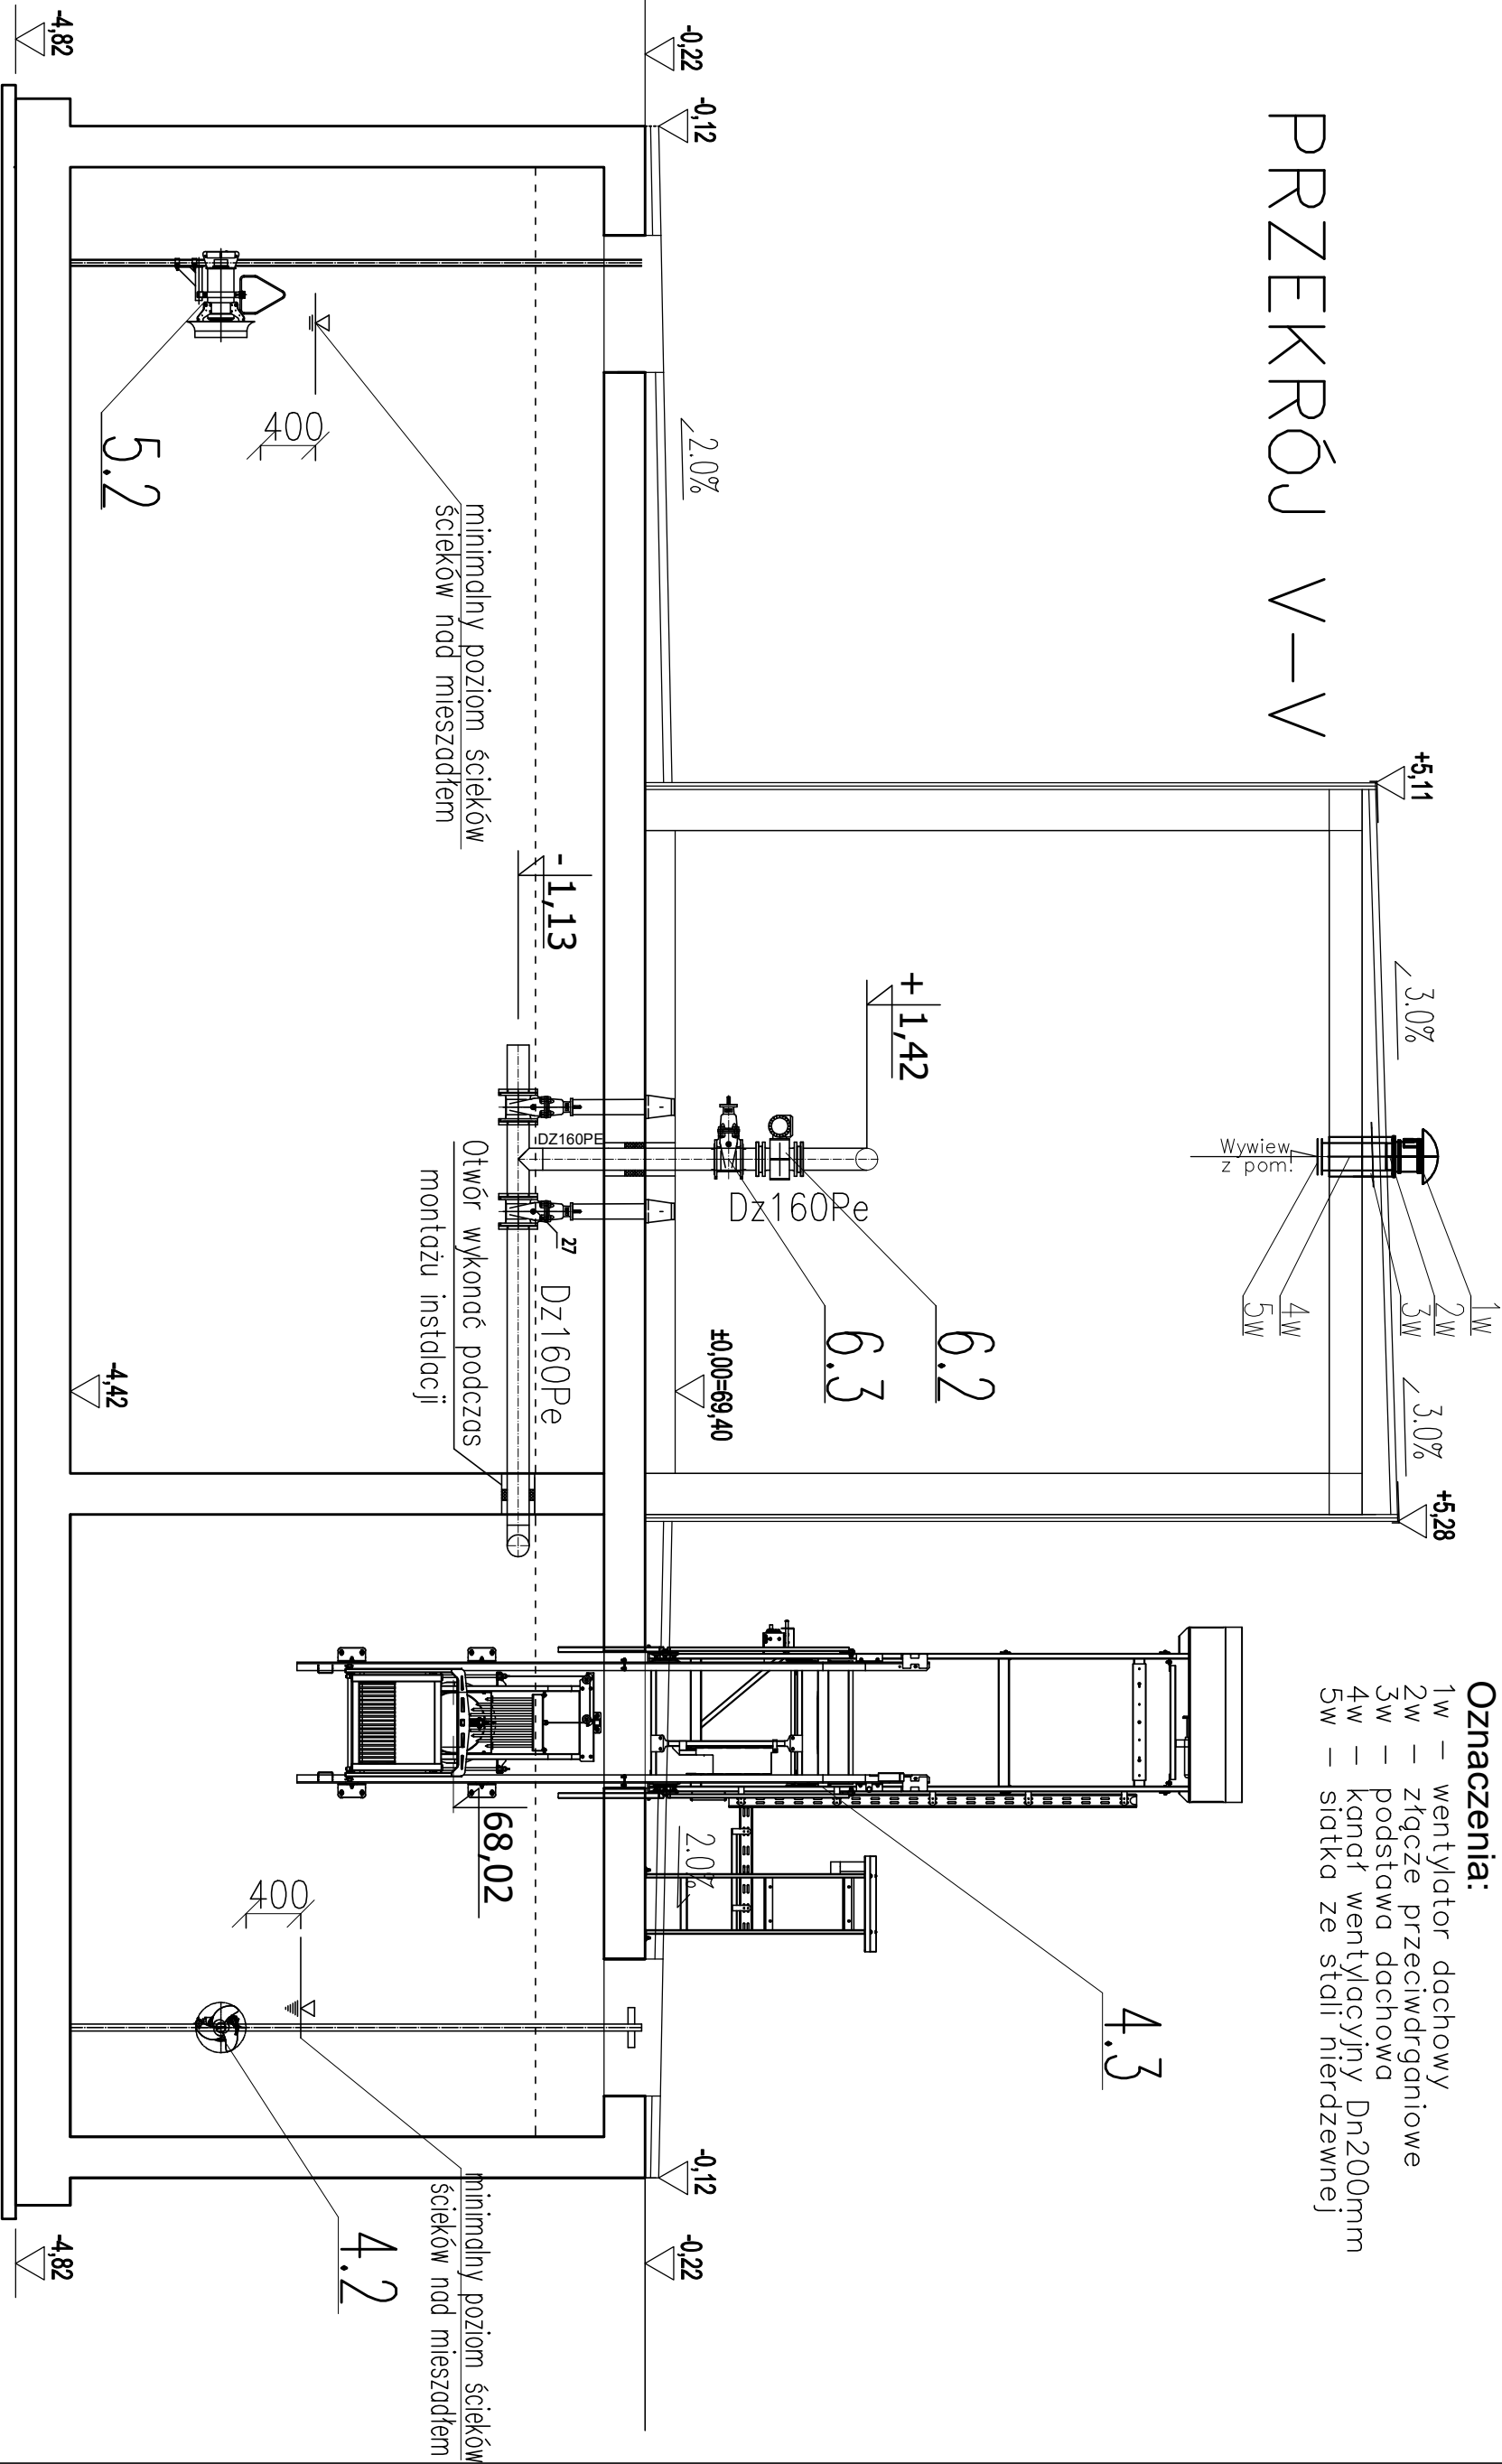 PRZEKRÓJ V-V
Oznaczenia:
1w - wentylator dachowy
2w - złącze przeciwdrganiowe
3w - podstawa dachowa
4w - kanał wentylacyjny Dn200mm
5w - siatka ze stali nierdzewnej
+5,11
3.0%
3.0%
+5,28
1w
2w
3w
4w
5w
Wywiew
z pom.
4.3
+ 1,42
6.2
6.3
Dz160Pe
±0,00=69,40
-0,22
-0,12
2.0%
2.0%
-0,12
-0,22
- 1,13
DZ160PE
27
Dz160Pe
Otwór wykonać podczas
montażu instalacji
68,02
minimalny poziom ścieków
ścieków nad mieszadłem
minimalny poziom ścieków
ścieków nad mieszadłem
400
400
5.2
4.2
-4,42
-4,82
-4,82